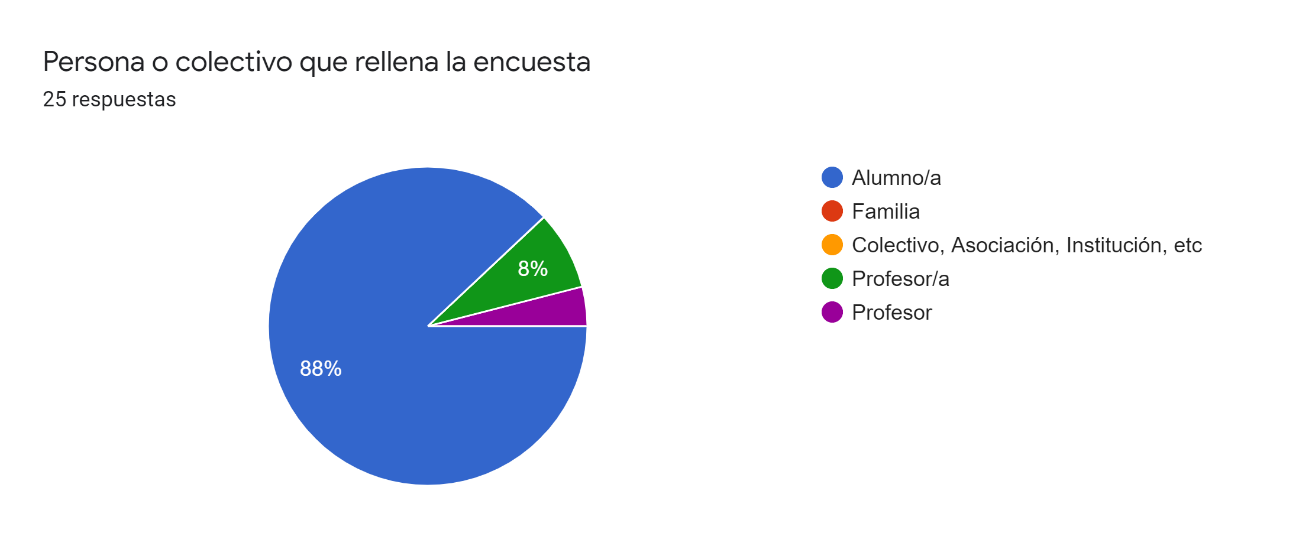 Persona o colectivo que rellena la encuesta
25 respuestas
Alumno/a
Familia
Colectivo, Asociación, Institución, etc
Profesor/a
Profesor
8%
88%